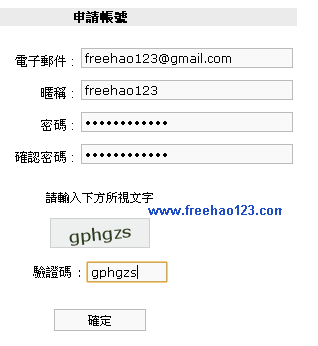 申請帳號
電子郵件： freehao123@gmail.com
暱稱： freehao123
密碼： ••••••••••••
確認密碼： ••••••••••••
請輸入下方所視文字
www.freehao123.com
gphgzs
驗證碼： gphgzs
確定